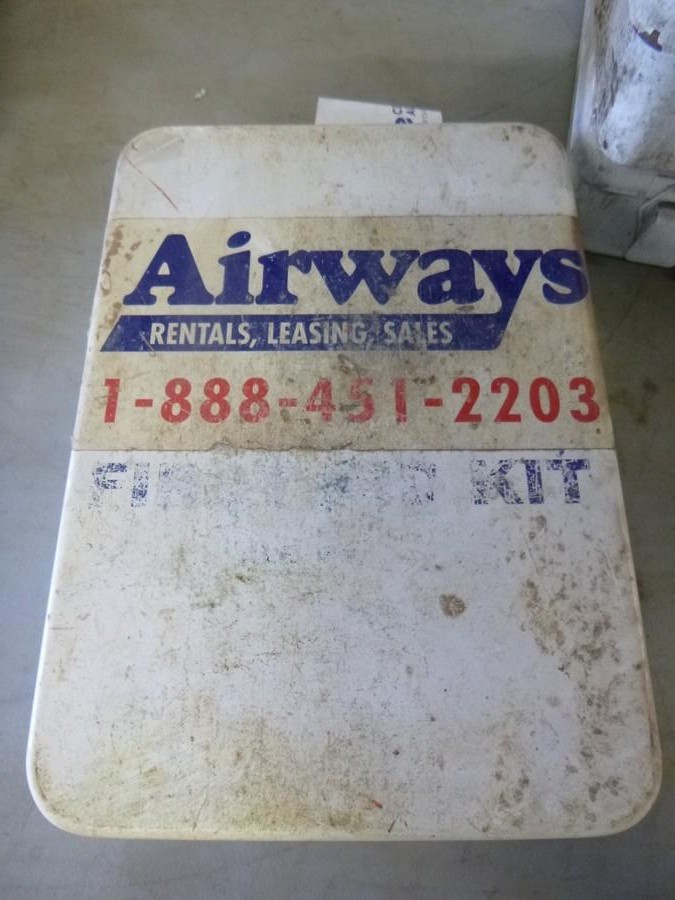 Airways
RENTALS, LEASING, SALES
1-888-451-2203
KIT